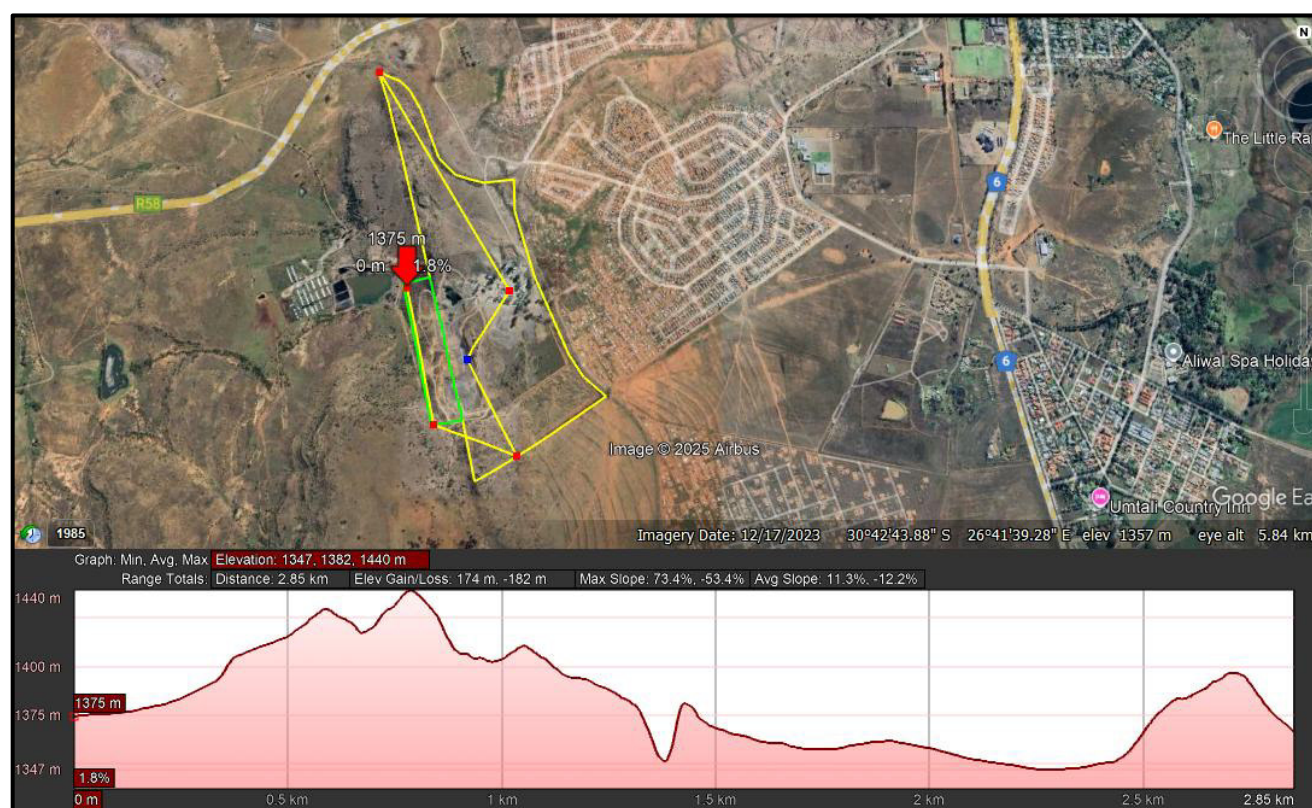 N
The Little Ra
6
R58
1375 m
0 m 1.8%
6
Aliwal Spa Holida
Image © 2025 Airbus
Umtali Country Inn
Google Ea
1985
Imagery Date: 12/17/2023 30°42'43.88" S 26°41'39.28" E elev 1357 m eye alt 5.84 km
Graph: Min, Avg, Max Elevation: 1347, 1382, 1440 m
Range Totals: Distance: 2.85 km Elev Gain/Loss: 174 m, -182 m Max Slope: 73.4%, -53.4% Avg Slope: 11.3%, -12.2%
1440 m
1400 m
1375 m
1375 m
1347 m
1.8%
0 m 0.5 km 1 km 1.5 km 2 km 2.5 km 2.85 km